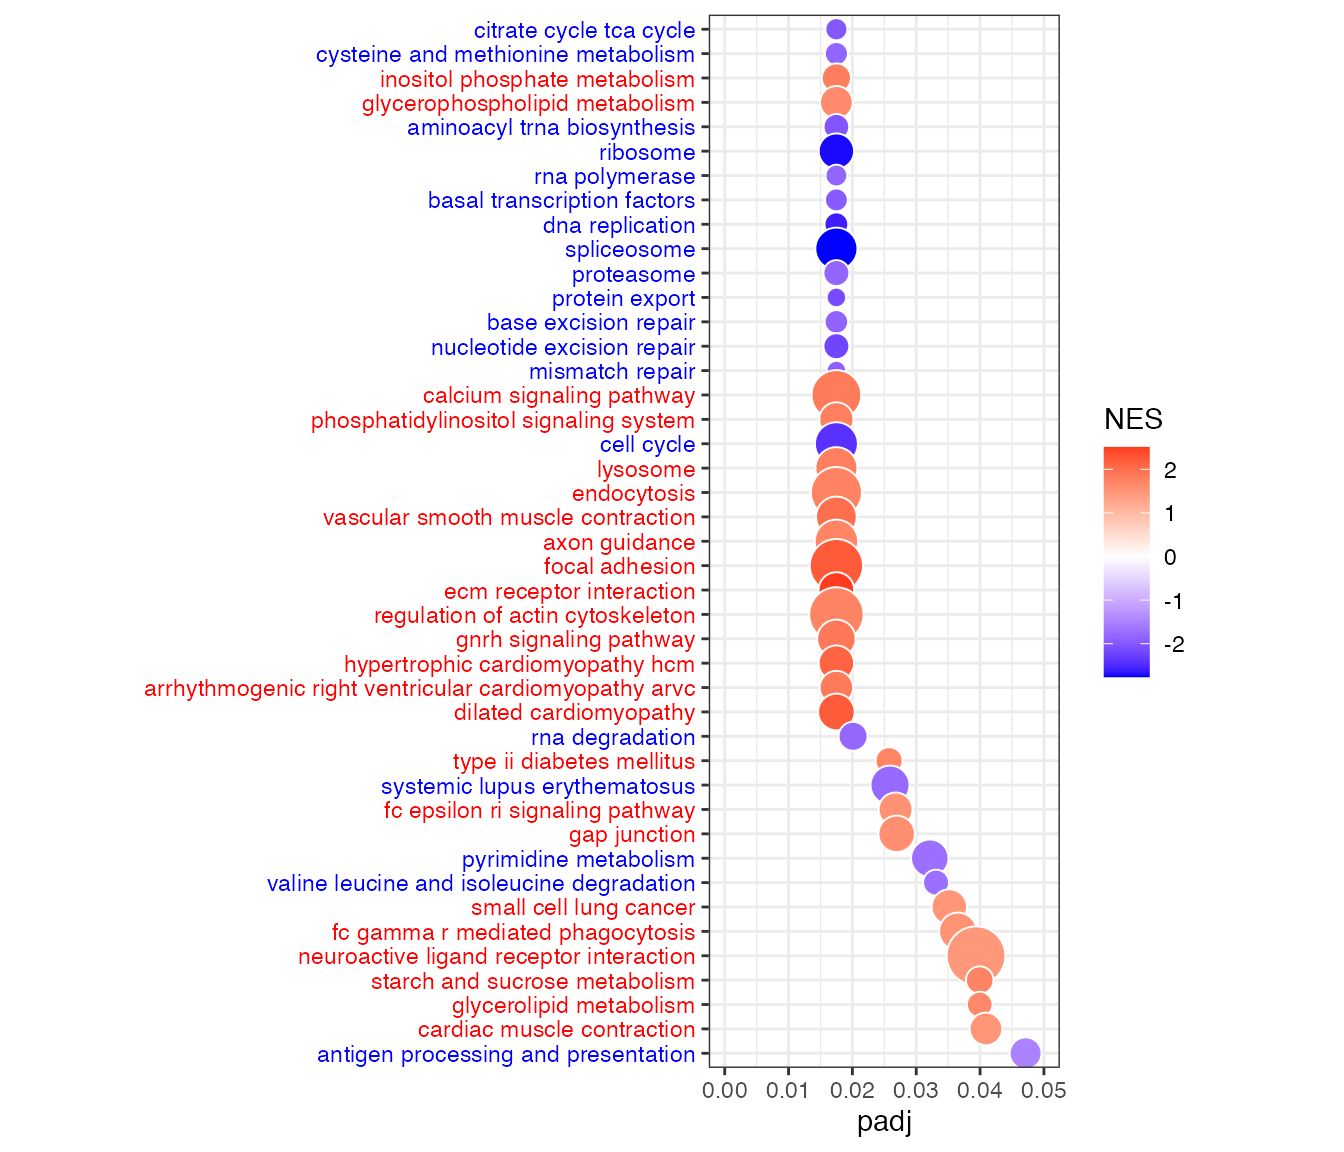 citrate cycle tca cycle
cysteine and methionine metabolism
inositol phosphate metabolism
glycerophospholipid metabolism
aminoacyl trna biosynthesis
ribosome
rna polymerase
basal transcription factors
dna replication
spliceosome
proteasome
protein export
base excision repair
nucleotide excision repair
mismatch repair
calcium signaling pathway
phosphatidylinositol signaling system
cell cycle
lysosome
endocytosis
vascular smooth muscle contraction
axon guidance
focal adhesion
ecm receptor interaction
regulation of actin cytoskeleton
gnrh signaling pathway
hypertrophic cardiomyopathy hcm
arrhythmogenic right ventricular cardiomyopathy arvc
dilated cardiomyopathy
rna degradation
type ii diabetes mellitus
systemic lupus erythematosus
fc epsilon ri signaling pathway
gap junction
pyrimidine metabolism
valine leucine and isoleucine degradation
small cell lung cancer
fc gamma r mediated phagocytosis
neuroactive ligand receptor interaction
starch and sucrose metabolism
glycerolipid metabolism
cardiac muscle contraction
antigen processing and presentation
0.00 0.01 0.02 0.03 0.04 0.05
padj
NES
2
1
0
-1
-2